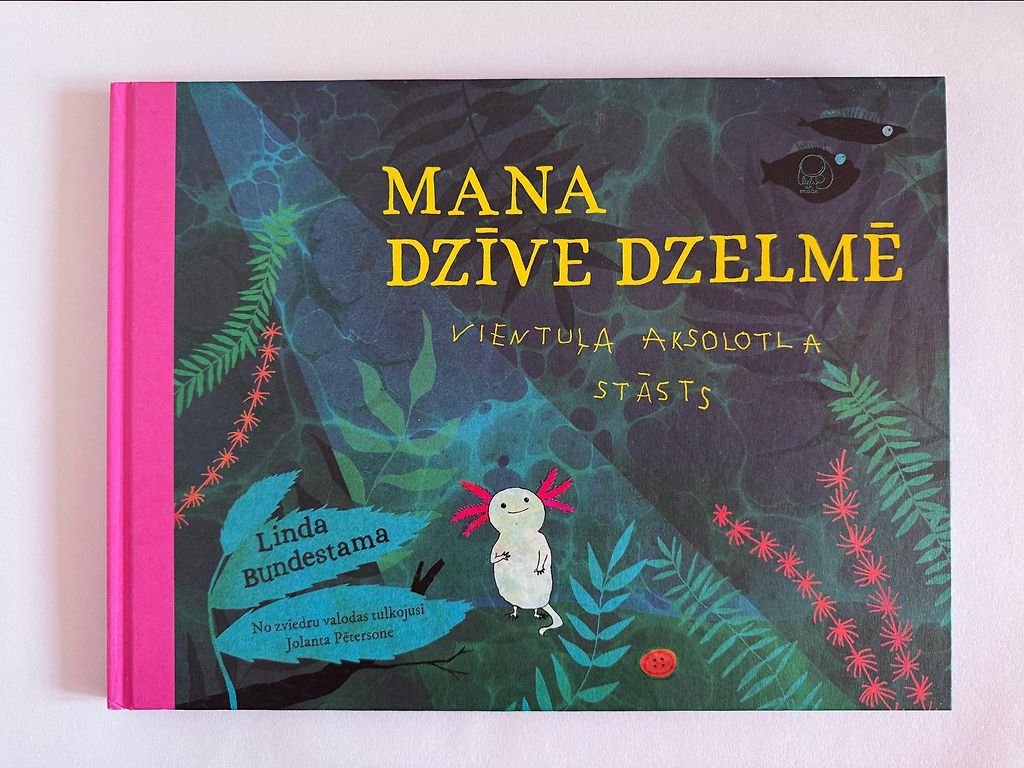 MANA
DZĪVE DZELMĒ
VIENTUĻA AKSOLOTLA
STĀSTS
Linda
Bundestama
No zviedru valodas tulkojusi
Jolanta Pētersone